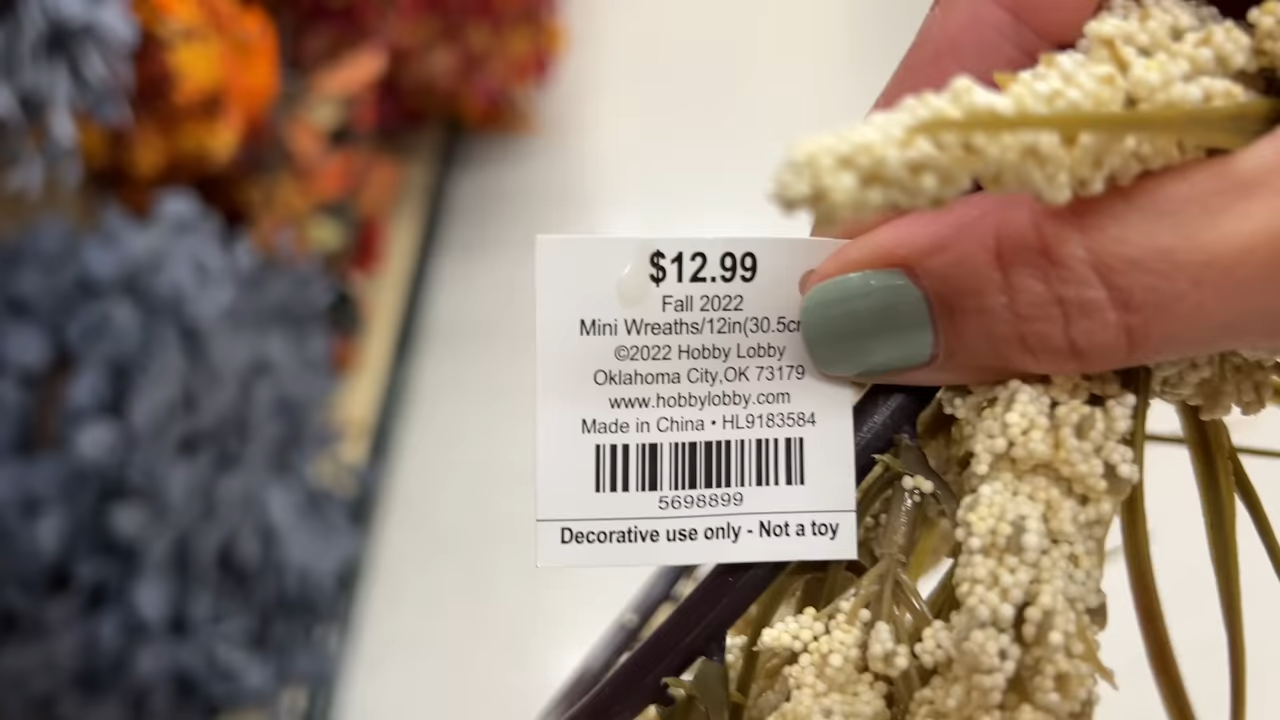 $12.99
Fall 2022
Mini Wreaths/12in(30.5c
©2022 Hobby Lobby
Oklahoma City,OK 73179
www.hobbylobby.com
Made in China • HL9183584
5698899
Decorative use only - Not a toy